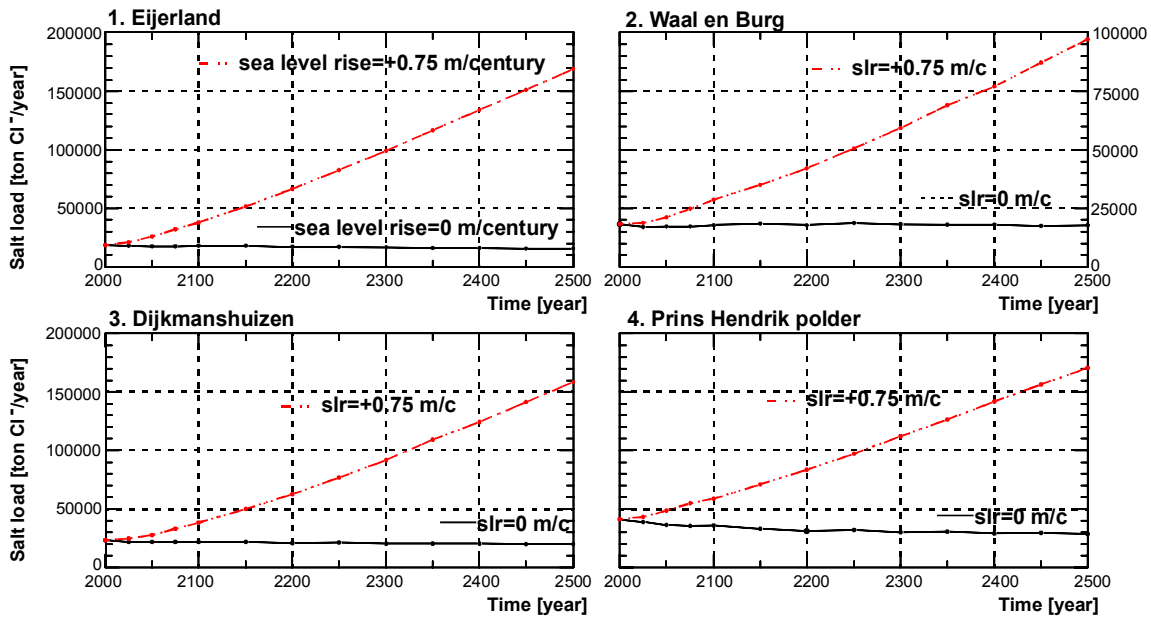 1. Eijerland
2. Waal en Burg
200000
150000
100000
50000
0
Salt load [ton Cl⁻/year]
sea level rise=+0.75 m/century
sea level rise=0 m/century
2000 2100 2200 2300 2400 2500
Time [year]
slr=+0.75 m/c
slr=0 m/c
100000
75000
50000
25000
0
2000 2100 2200 2300 2400 2500
Time [year]
3. Dijkmanshuizen
4. Prins Hendrik polder
200000
150000
100000
50000
0
Salt load [ton Cl⁻/year]
slr=+0.75 m/c
slr=0 m/c
2000 2100 2200 2300 2400 2500
Time [year]
slr=+0.75 m/c
slr=0 m/c
2000 2100 2200 2300 2400 2500
Time [year]